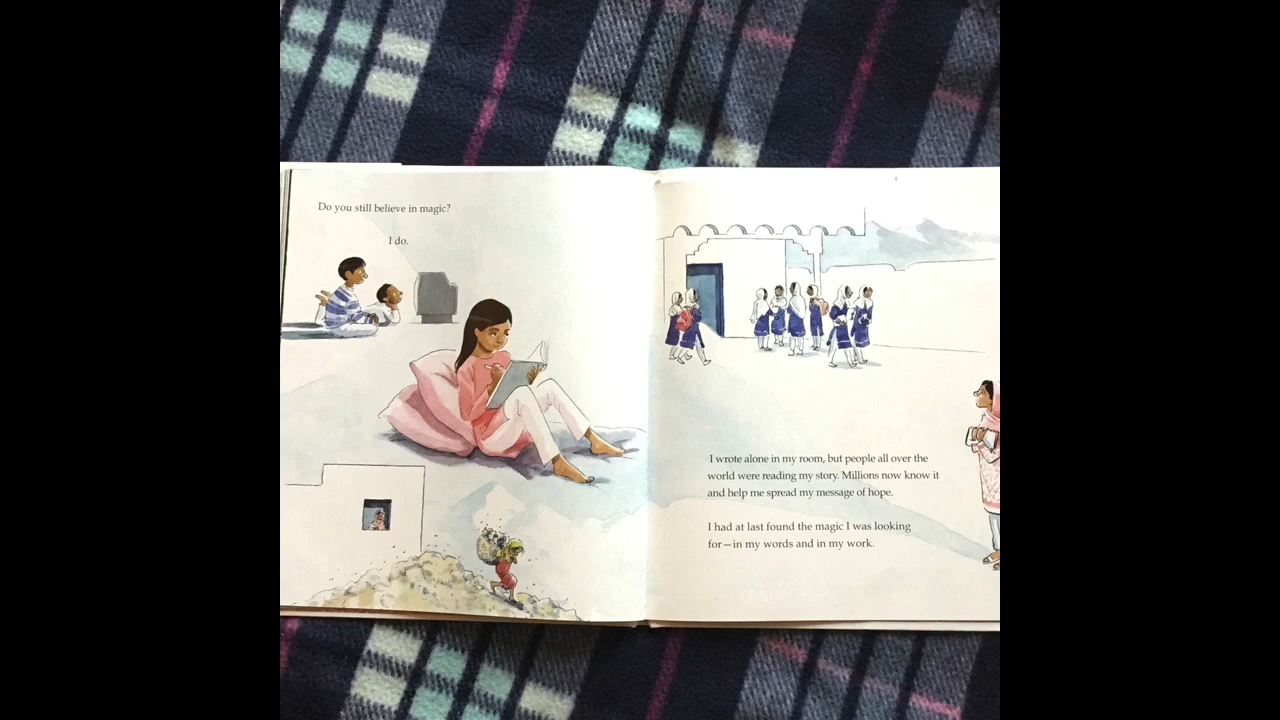 Do you still believe in magic?
I do.
I wrote alone in my room, but people all over the
world were reading my story. Millions now know it
and help me spread my message of hope.
I had at last found the magic I was looking
for—in my words and in my work.